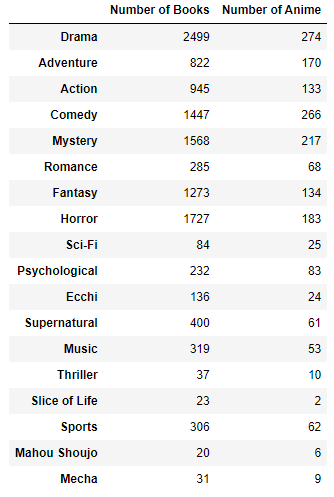 Number of Books Number of Anime
Drama 2499 274
Adventure 822 170
Action 945 133
Comedy 1447 266
Mystery 1568 217
Romance 285 68
Fantasy 1273 134
Horror 1727 183
Sci-Fi 84 25
Psychological 232 83
Ecchi 136 24
Supernatural 400 61
Music 319 53
Thriller 37 10
Slice of Life 23 2
Sports 306 62
Mahou Shoujo 20 6
Mecha 31 9